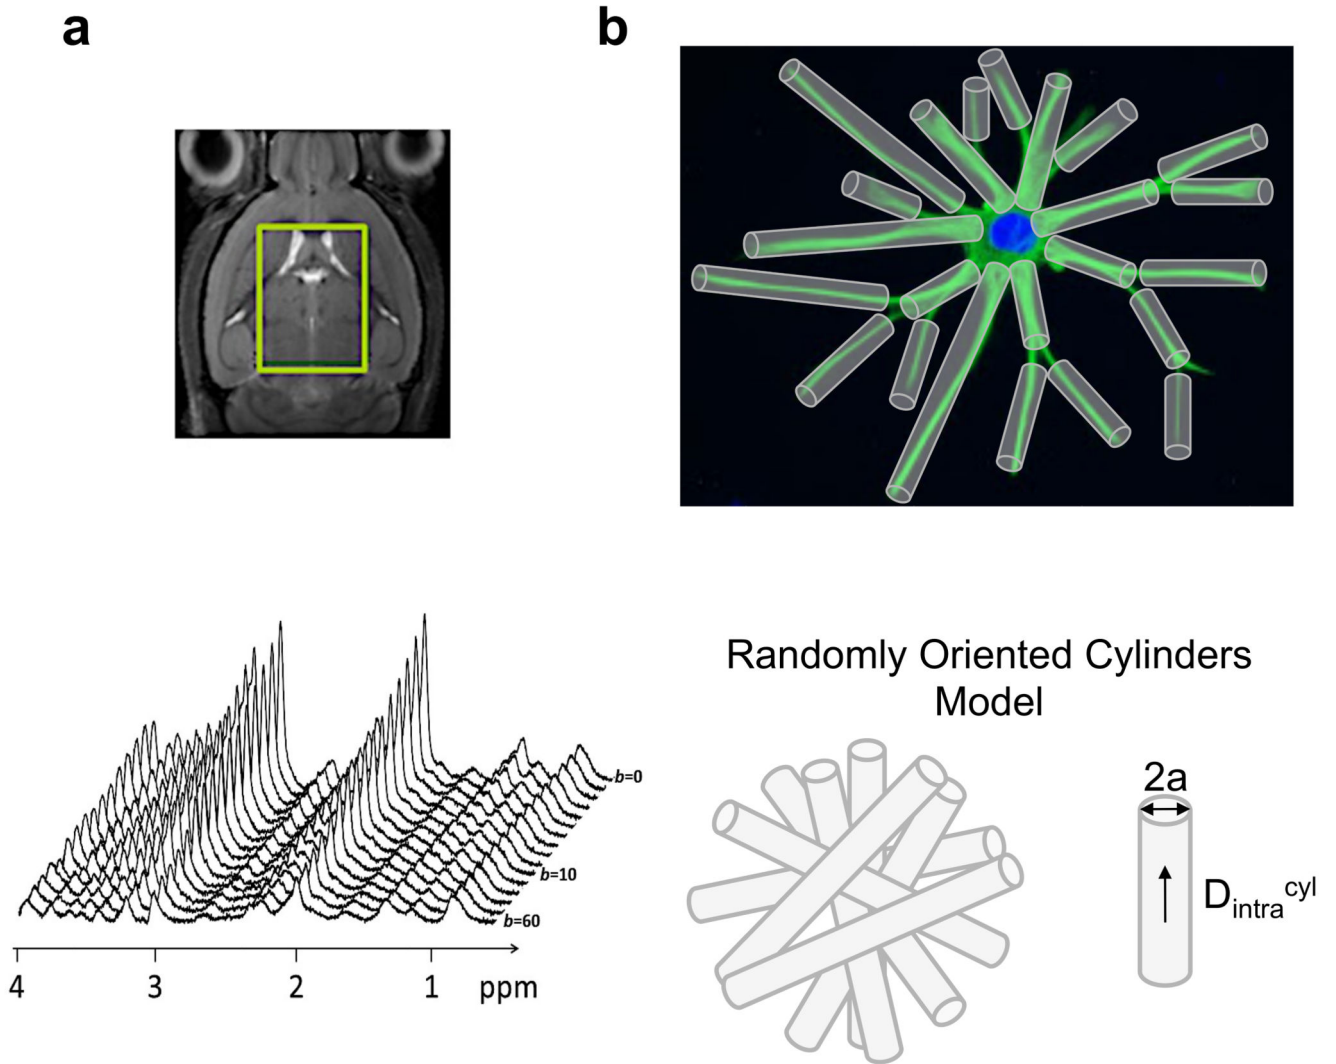 a
b
b=0
b=10
b=60
4 3 2 1 ppm
Randomly Oriented Cylinders
Model
2a
D_intra^cyl